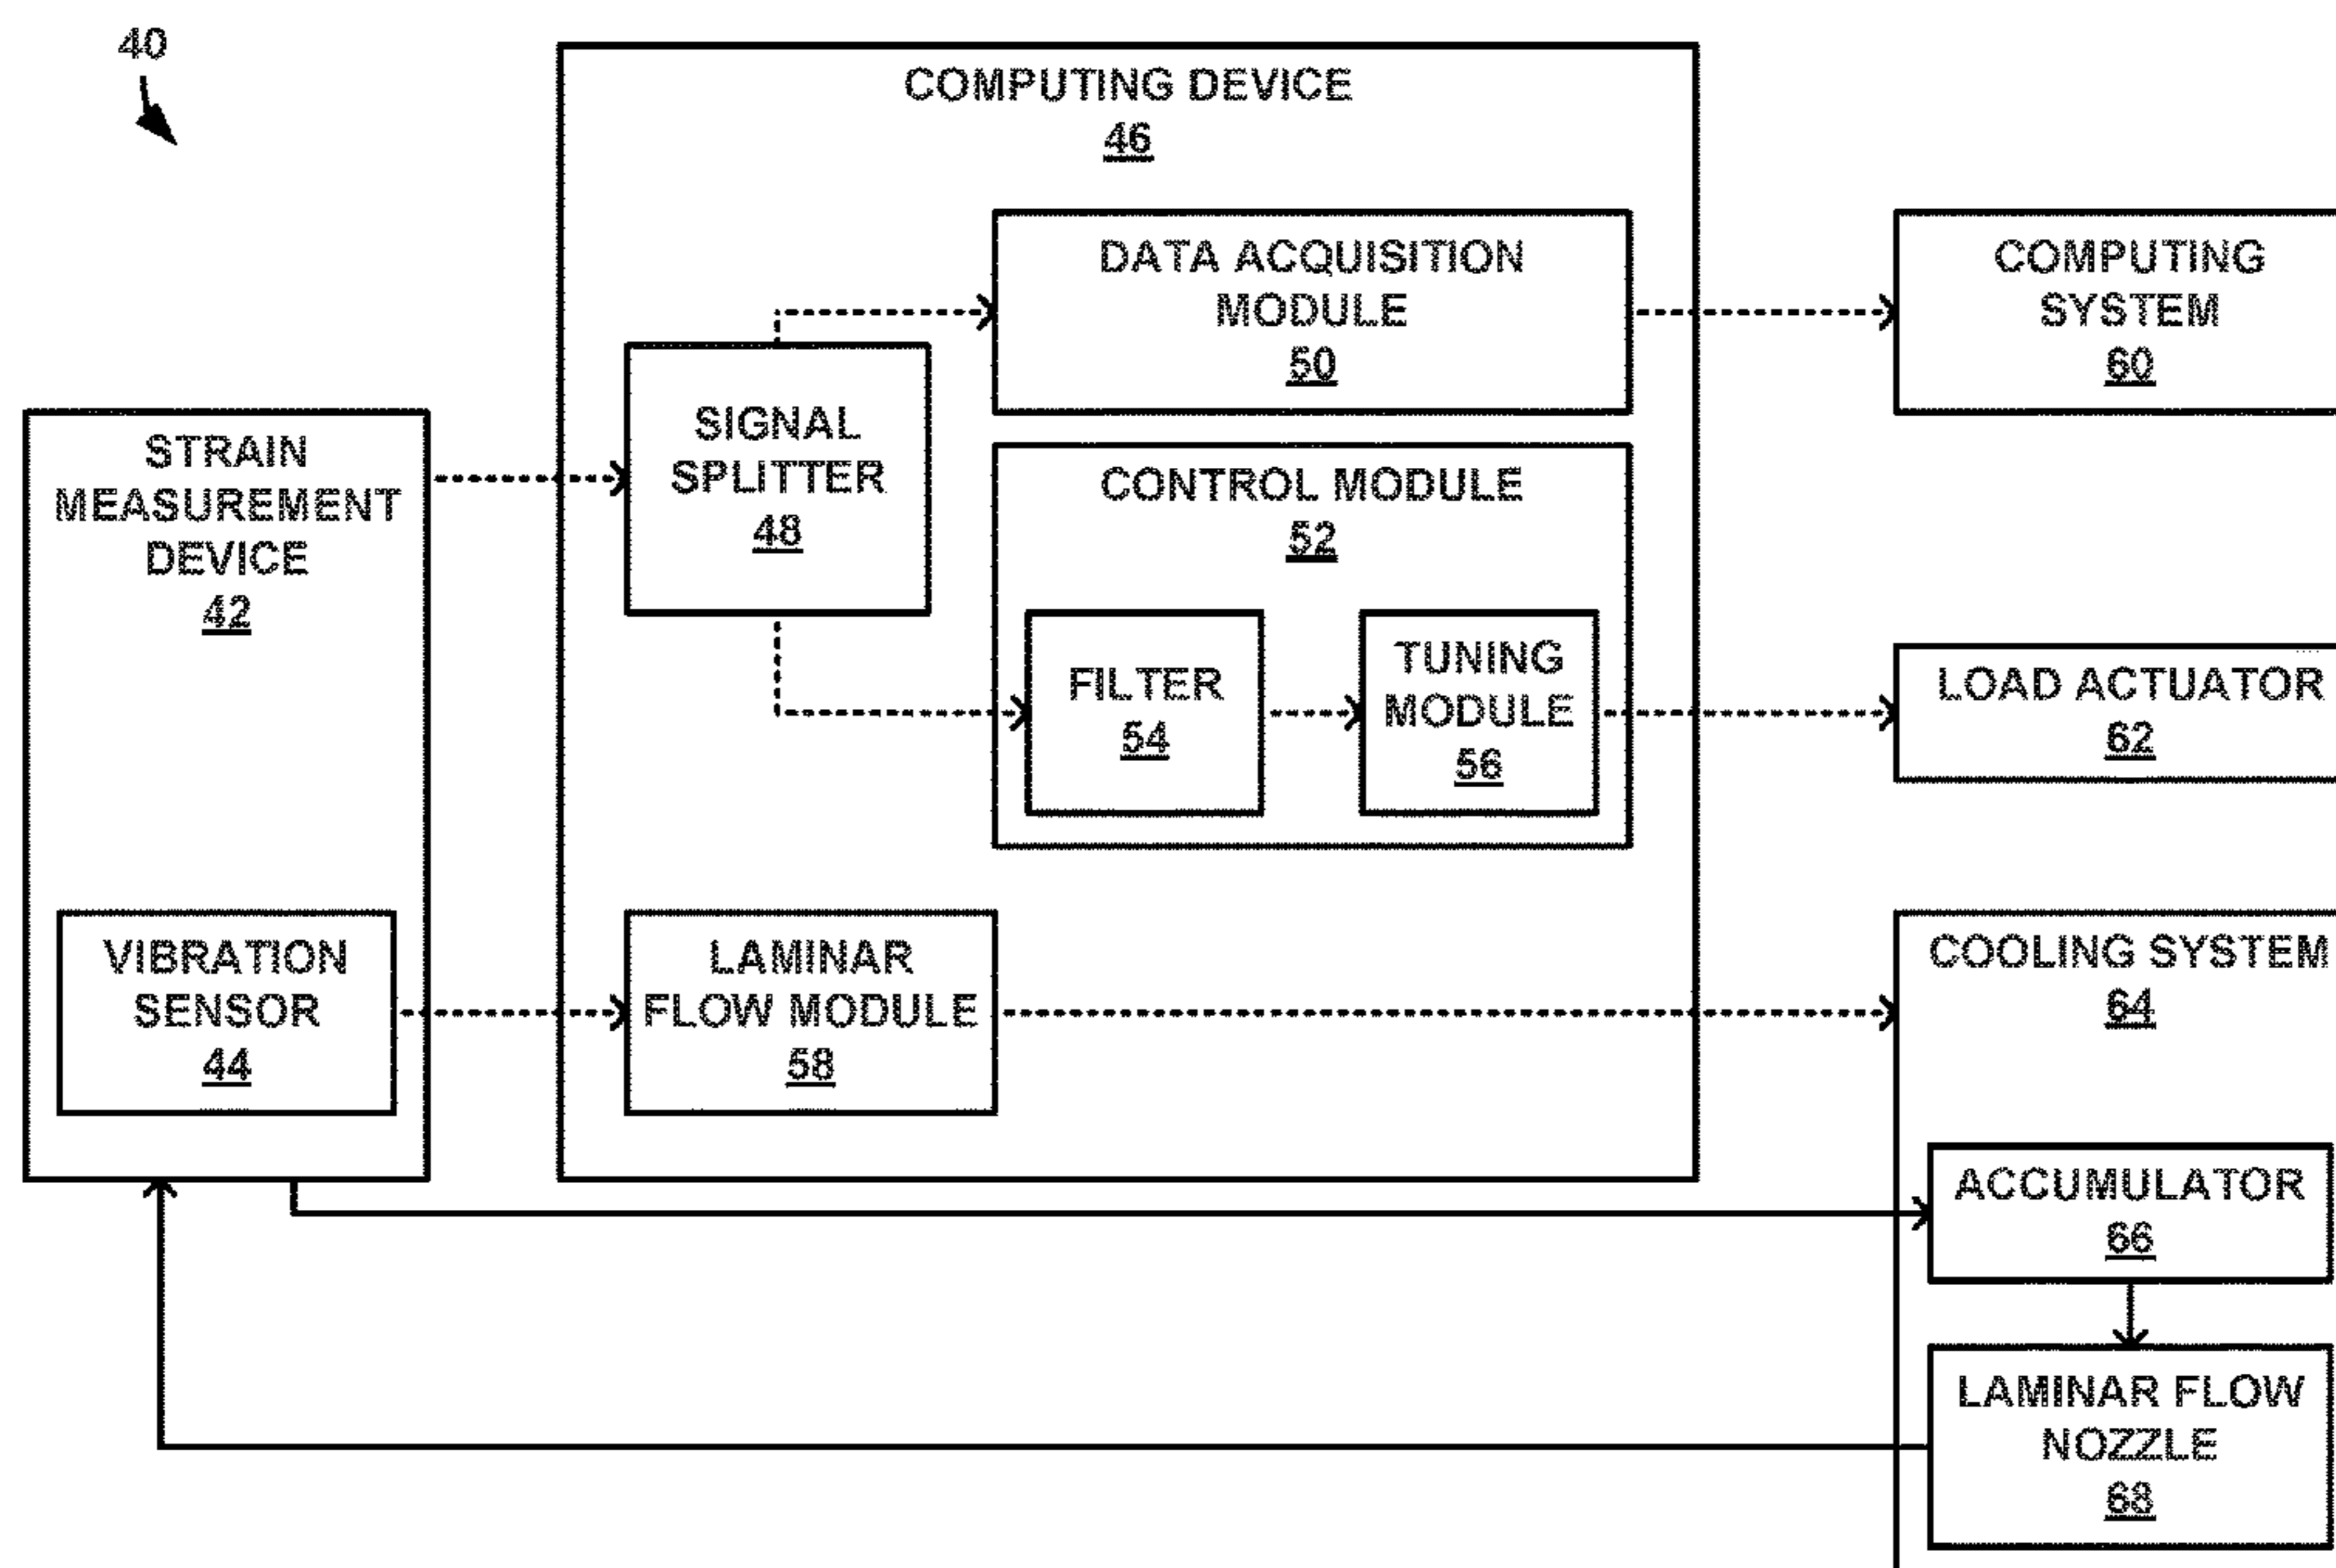 40
COMPUTING DEVICE
46
DATA ACQUISITION
MODULE
50
COMPUTING
SYSTEM
60
SIGNAL
SPLITTER
48
STRAIN
MEASUREMENT
DEVICE
42
CONTROL MODULE
52
FILTER
54
TUNING
MODULE
56
LOAD ACTUATOR
62
VIBRATION
SENSOR
44
LAMINAR
FLOW MODULE
58
COOLING SYSTEM
64
ACCUMULATOR
66
LAMINAR FLOW
NOZZLE
68